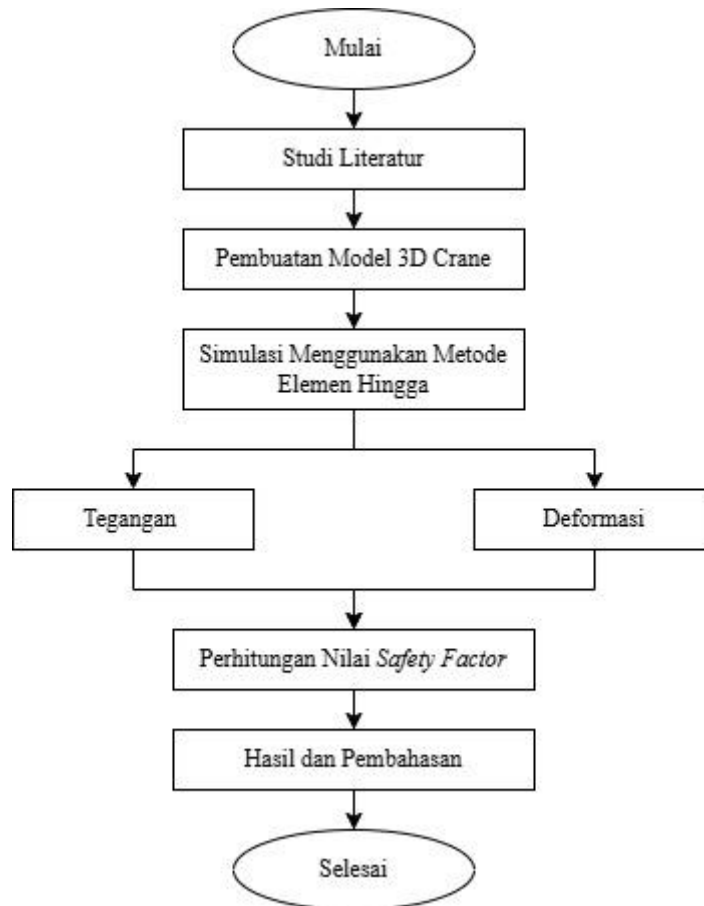 Mulai
Studi Literatur
Pembuatan Model 3D Crane
Simulasi Menggunakan Metode
Elemen Hingga
Tegangan
Deformasi
Perhitungan Nilai Safety Factor
Hasil dan Pembahasan
Selesai